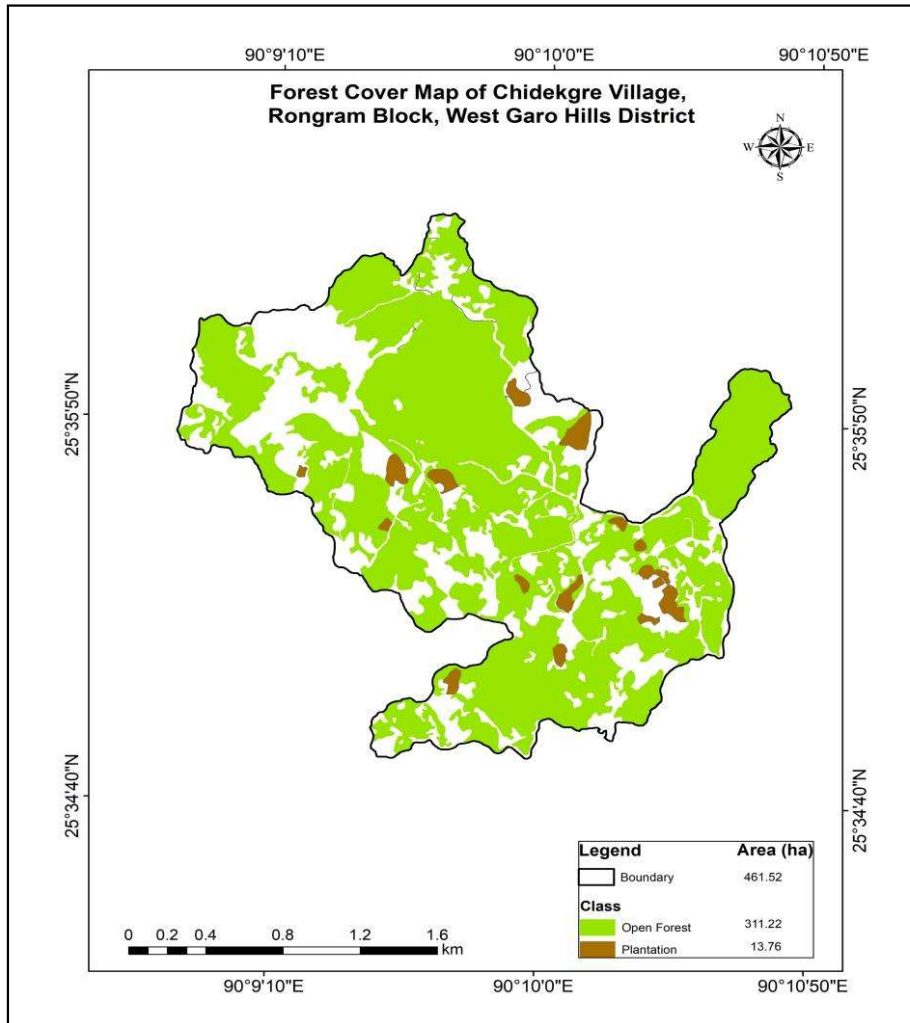 90°9'10"E 90°10'0"E 90°10'50"E
Forest Cover Map of Chidekgre Village,
Rongram Block, West Garo Hills District
N
W E
S
25°35'50"N 25°35'50"N
25°34'40"N 25°34'40"N
Legend Area (ha)
Boundary 461.52
Class
Open Forest 311.22
Plantation 13.76
0 0.2 0.4 0.8 1.2 1.6
km
90°9'10"E 90°10'0"E 90°10'50"E